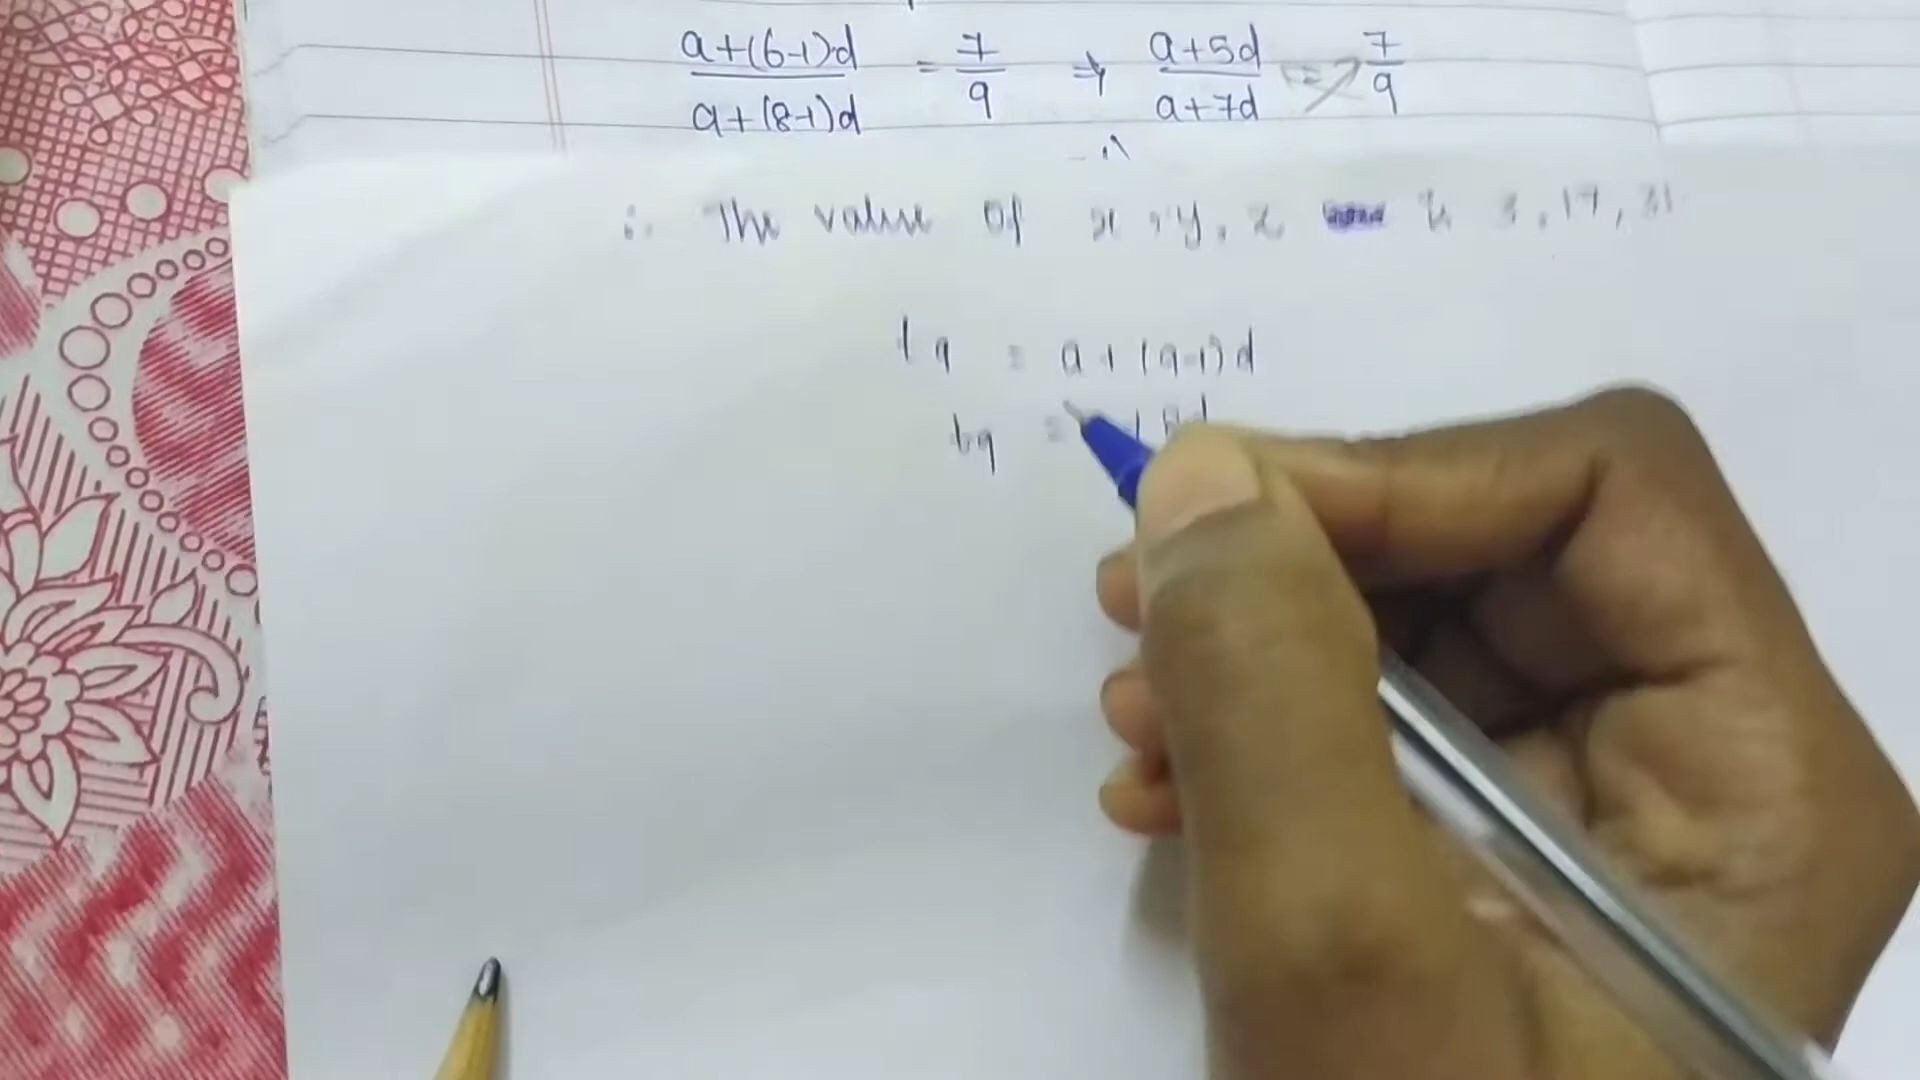 a+(6-1)d / a+(8-1)d = 7/9 ⇒ a+5d / a+7d = 7/9
∴ The value of x, y, z is 3, 17, 31
t9 = a + (9-1)d
t9 = 8d